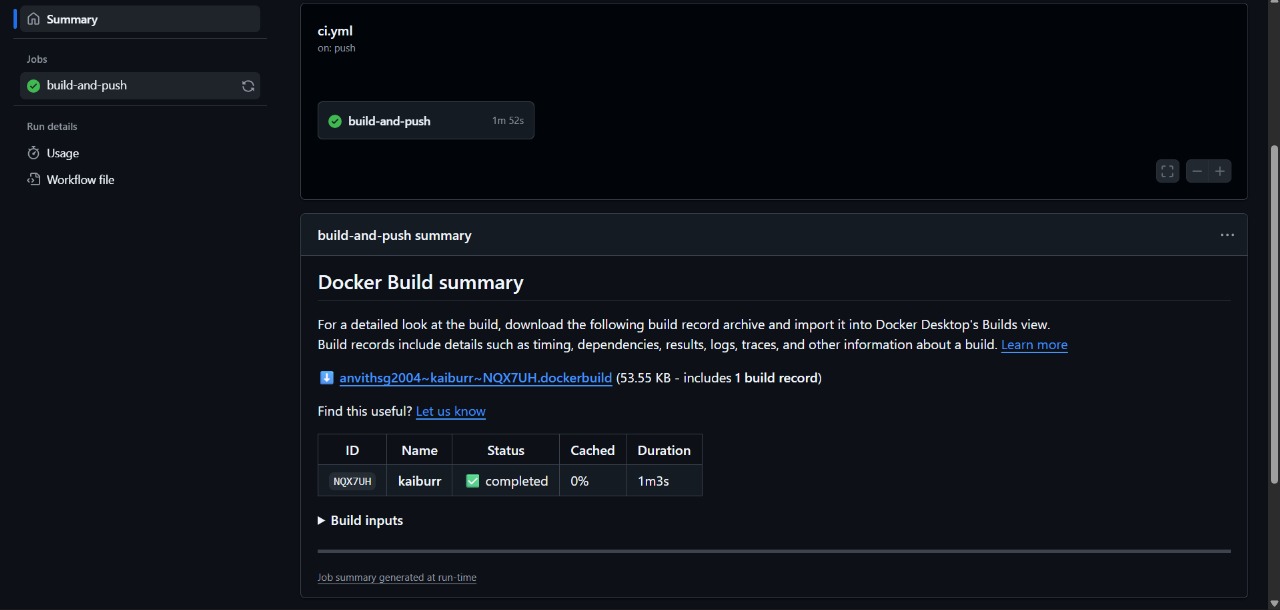 Summary
Jobs
build-and-push
Run details
Usage
Workflow file
ci.yml
on: push
build-and-push 1m 52s
build-and-push summary
Docker Build summary
For a detailed look at the build, download the following build record archive and import it into Docker Desktop's Builds view.
Build records include details such as timing, dependencies, results, logs, traces, and other information about a build. Learn more
anvithsg2004~kaiburr~NQX7UH.dockerbuild (53.55 KB - includes 1 build record)
Find this useful? Let us know
ID Name Status Cached Duration
NQX7UH kaiburr completed 0% 1m3s
Build inputs
Job summary generated at run-time